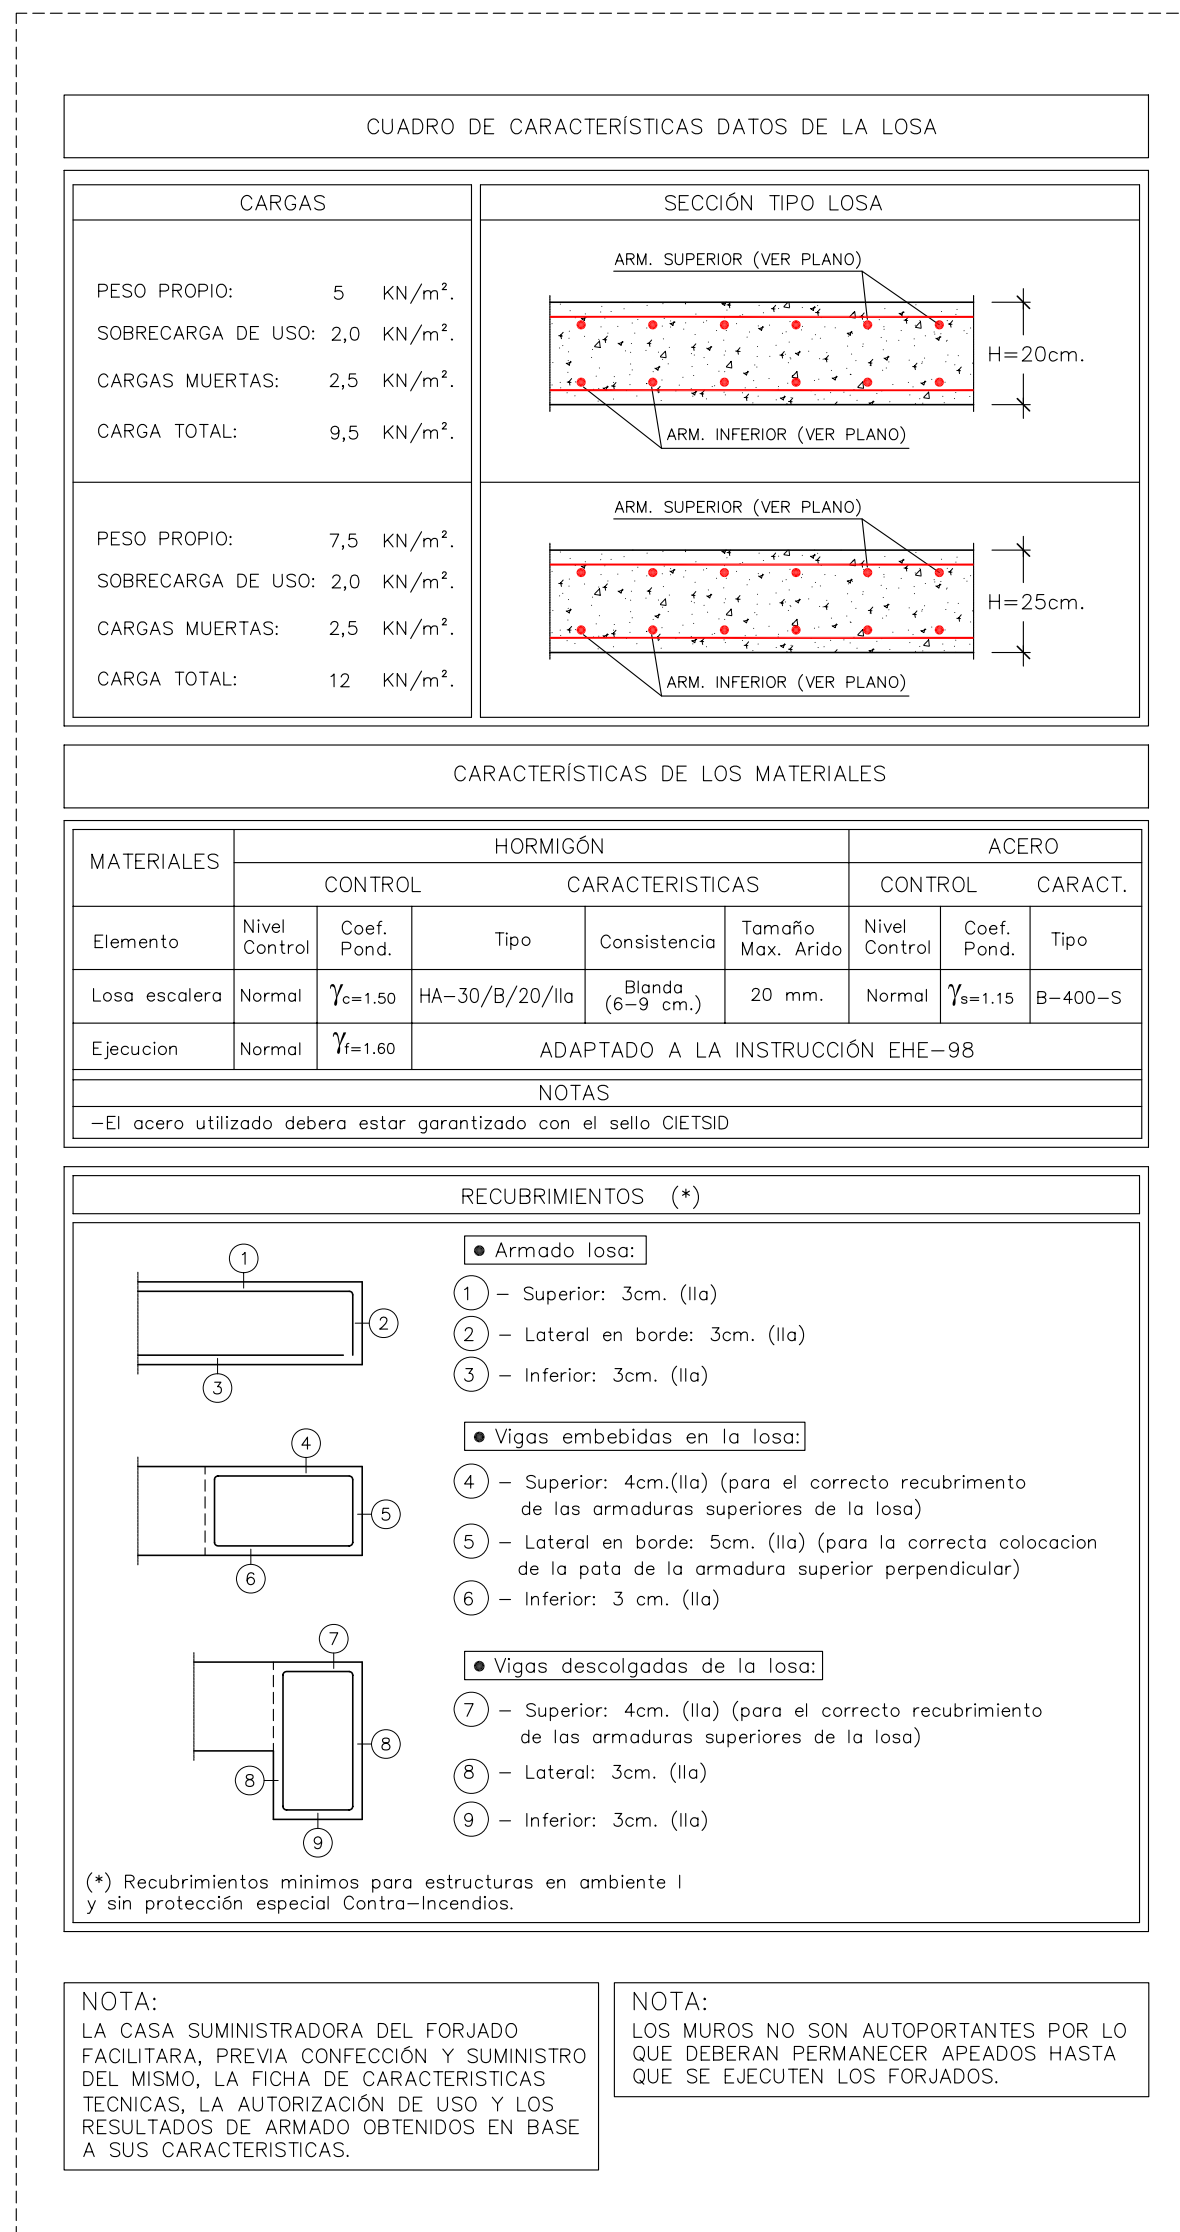 CUADRO DE CARACTERÍSTICAS DATOS DE LA LOSA
CARGAS
PESO PROPIO: 5 KN/m².
SOBRECARGA DE USO: 2,0 KN/m².
CARGAS MUERTAS: 2,5 KN/m².
CARGA TOTAL: 9,5 KN/m².
SECCIÓN TIPO LOSA
ARM. SUPERIOR (VER PLANO)
H=20cm.
ARM. INFERIOR (VER PLANO)
PESO PROPIO: 7,5 KN/m².
SOBRECARGA DE USO: 2,0 KN/m².
CARGAS MUERTAS: 2,5 KN/m².
CARGA TOTAL: 12 KN/m².
ARM. SUPERIOR (VER PLANO)
H=25cm.
ARM. INFERIOR (VER PLANO)
CARACTERÍSTICAS DE LOS MATERIALES
MATERIALES
HORMIGÓN
ACERO
CONTROL CARACTERISTICAS CONTROL CARACT.
Elemento
Nivel
Control
Coef.
Pond.
Tipo
Consistencia
Tamaño
Max. Arido
Nivel
Control
Coef.
Pond.
Tipo
Losa escalera
Normal
γc=1.50
HA-30/B/20/IIa
Blanda
(6-9 cm.)
20 mm.
Normal
γs=1.15
B-400-S
Ejecucion
Normal
γf=1.60
ADAPTADO A LA INSTRUCCIÓN EHE-98
NOTAS
-El acero utilizado debera estar garantizado con el sello CIETSID
RECUBRIMIENTOS (*)
1
2
3
● Armado losa:
1 - Superior: 3cm. (IIa)
2 - Lateral en borde: 3cm. (IIa)
3 - Inferior: 3cm. (IIa)
4
5
6
● Vigas embebidas en la losa:
4 - Superior: 4cm.(IIa) (para el correcto recubrimento
de las armaduras superiores de la losa)
5 - Lateral en borde: 5cm. (IIa) (para la correcta colocacion
de la pata de la armadura superior perpendicular)
6 - Inferior: 3 cm. (IIa)
7
8
8
9
● Vigas descolgadas de la losa:
7 - Superior: 4cm. (IIa) (para el correcto recubrimiento
de las armaduras superiores de la losa)
8 - Lateral: 3cm. (IIa)
9 - Inferior: 3cm. (IIa)
(*) Recubrimientos minimos para estructuras en ambiente I
y sin protección especial Contra-Incendios.
NOTA:
LA CASA SUMINISTRADORA DEL FORJADO
FACILITARA, PREVIA CONFECCIÓN Y SUMINISTRO
DEL MISMO, LA FICHA DE CARACTERISTICAS
TECNICAS, LA AUTORIZACIÓN DE USO Y LOS
RESULTADOS DE ARMADO OBTENIDOS EN BASE
A SUS CARACTERISTICAS.
NOTA:
LOS MUROS NO SON AUTOPORTANTES POR LO
QUE DEBERAN PERMANECER APEADOS HASTA
QUE SE EJECUTEN LOS FORJADOS.